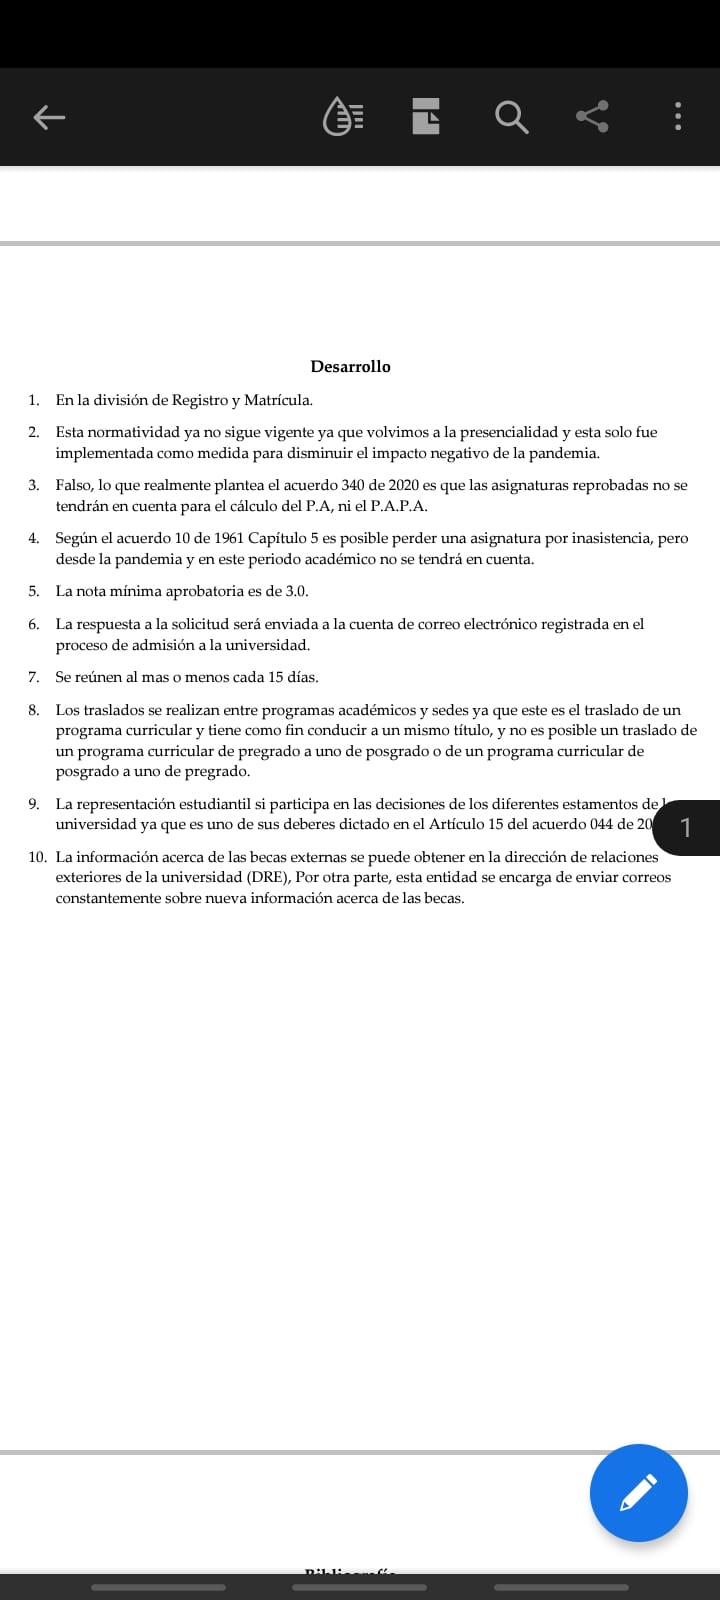 Desarrollo
1. En la división de Registro y Matrícula.
2. Esta normatividad ya no sigue vigente ya que volvimos a la presencialidad y esta solo fue
implementada como medida para disminuir el impacto negativo de la pandemia.
3. Falso, lo que realmente plantea el acuerdo 340 de 2020 es que las asignaturas reprobadas no se
tendrán en cuenta para el cálculo del P.A, ni el P.A.P.A.
4. Según el acuerdo 10 de 1961 Capítulo 5 es posible perder una asignatura por inasistencia, pero
desde la pandemia y en este periodo académico no se tendrá en cuenta.
5. La nota mínima aprobatoria es de 3.0.
6. La respuesta a la solicitud será enviada a la cuenta de correo electrónico registrada en el
proceso de admisión a la universidad.
7. Se reúnen al mas o menos cada 15 días.
8. Los traslados se realizan entre programas académicos y sedes ya que este es el traslado de un
programa curricular y tiene como fin conducir a un mismo título, y no es posible un traslado de
un programa curricular de pregrado a uno de posgrado o de un programa curricular de
posgrado a uno de pregrado.
9. La representación estudiantil si participa en las decisiones de los diferentes estamentos de
universidad ya que es uno de sus deberes dictado en el Artículo 15 del acuerdo 044 de 20
1
10. La información acerca de las becas externas se puede obtener en la dirección de relaciones
exteriores de la universidad (DRE), Por otra parte, esta entidad se encarga de enviar correos
constantemente sobre nueva información acerca de las becas.